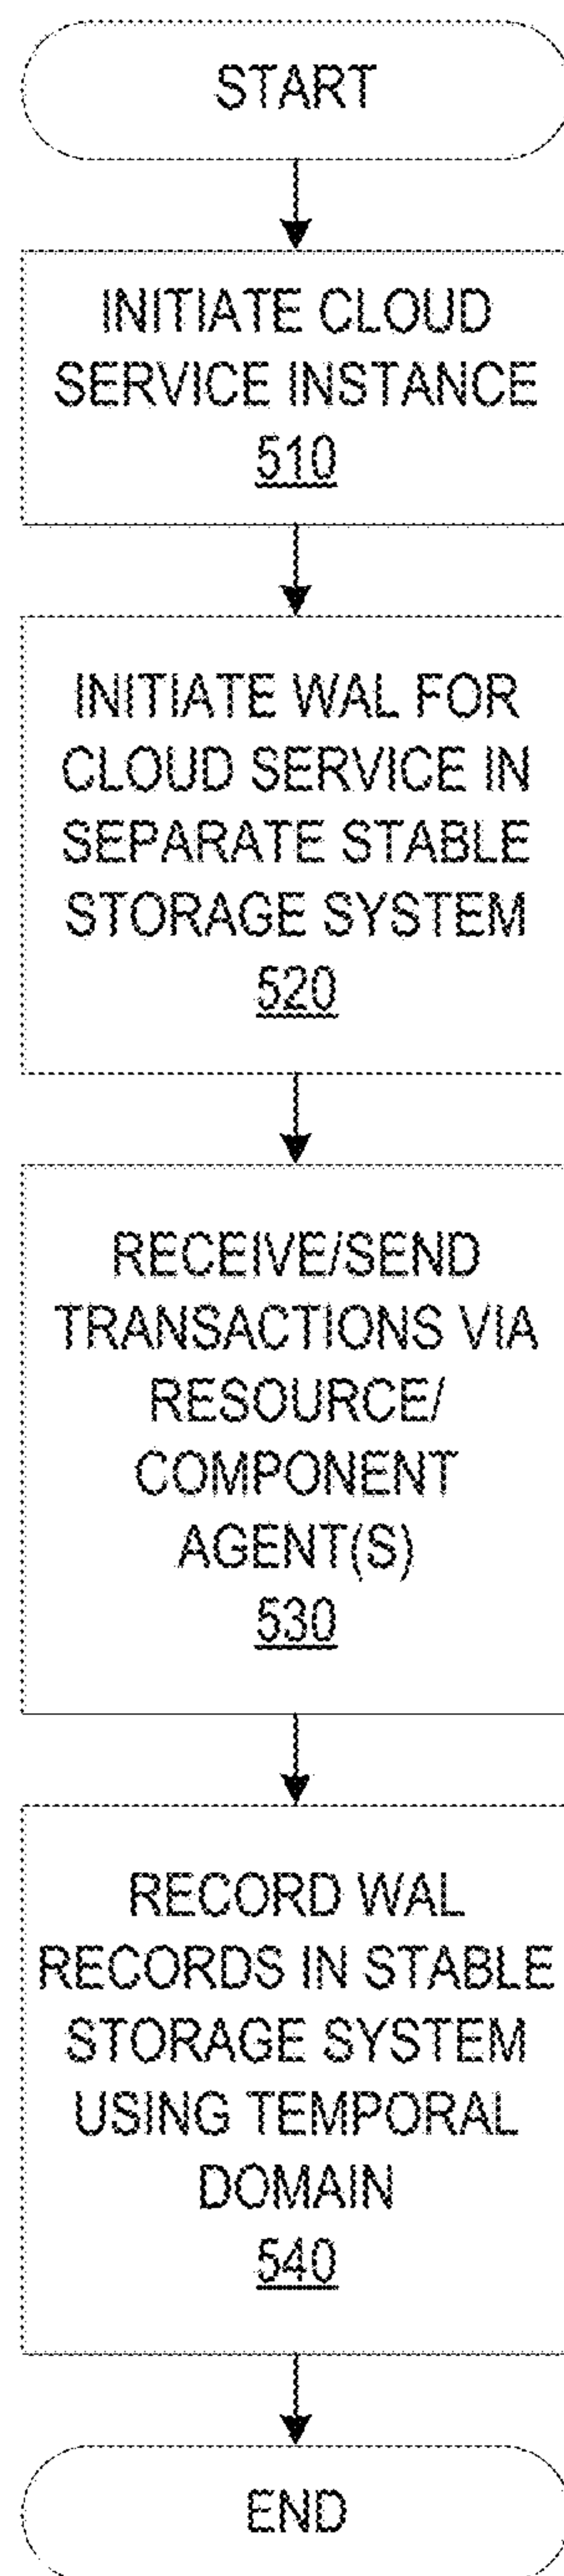 START
INITIATE CLOUD
SERVICE INSTANCE
510
INITIATE WAL FOR
CLOUD SERVICE IN
SEPARATE STABLE
STORAGE SYSTEM
520
RECEIVE/SEND
TRANSACTIONS VIA
RESOURCE/
COMPONENT
AGENT(S)
530
RECORD WAL
RECORDS IN STABLE
STORAGE SYSTEM
USING TEMPORAL
DOMAIN
540
END